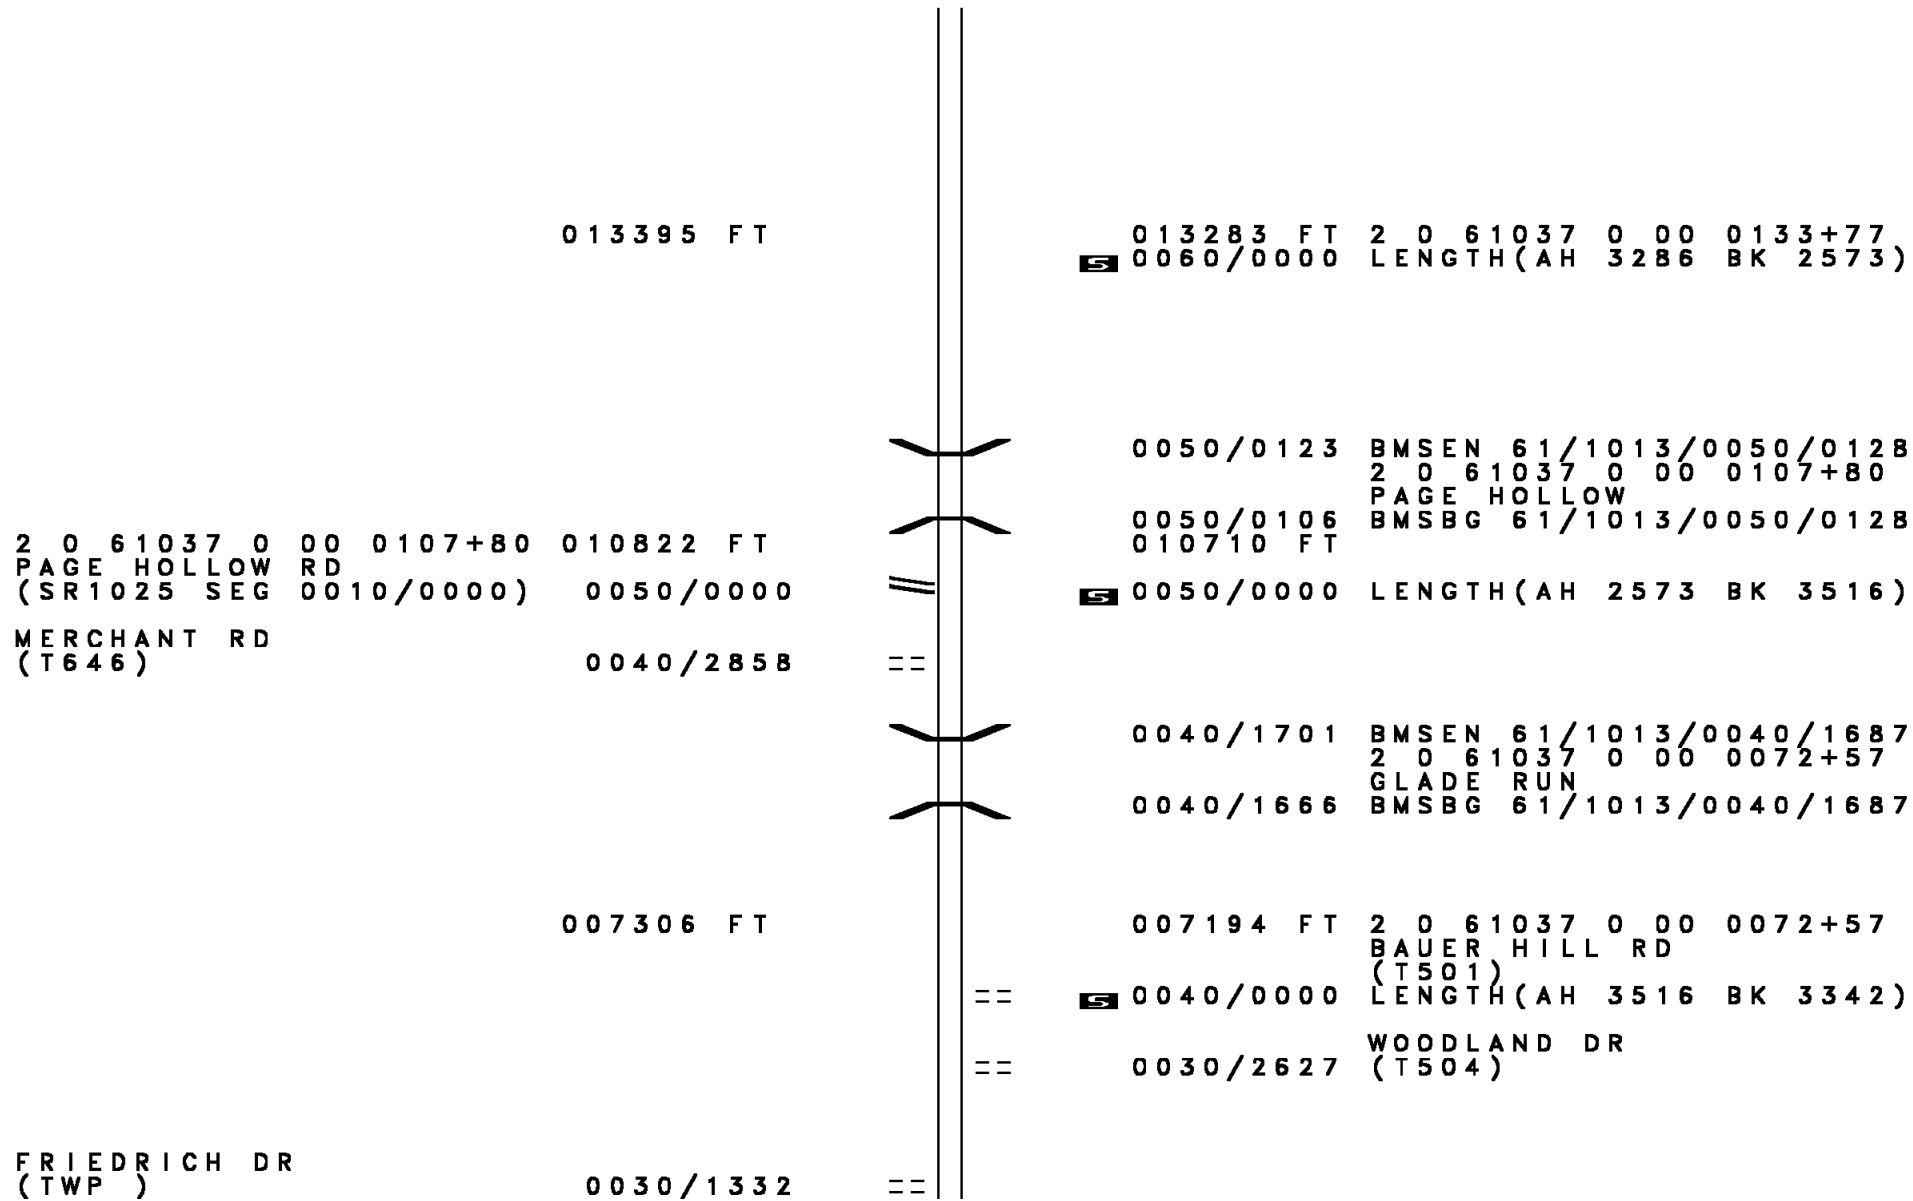 013395 FT 013283 FT 2 0 61037 0 00 0133+77
S 0060/0000 LENGTH(AH 3286 BK 2573)
0050/0123 BMSEN 61/1013/0050/0128
2 0 61037 0 00 0107+80
PAGE HOLLOW
0050/0106 BMSBG 61/1013/0050/0128
2 0 61037 0 00 0107+80 010822 FT 010710 FT
PAGE HOLLOW RD
(SR1025 SEG 0010/0000) 0050/0000 S 0050/0000 LENGTH(AH 2573 BK 3516)
MERCHANT RD
(T646) 0040/2858
0040/1701 BMSEN 61/1013/0040/1687
2 0 61037 0 00 0072+57
GLADE RUN
0040/1666 BMSBG 61/1013/0040/1687
007306 FT 007194 FT 2 0 61037 0 00 0072+57
BAUER HILL RD
(T501)
S 0040/0000 LENGTH(AH 3516 BK 3342)
WOODLAND DR
0030/2627 (T504)
FRIEDRICH DR
(TWP ) 0030/1332